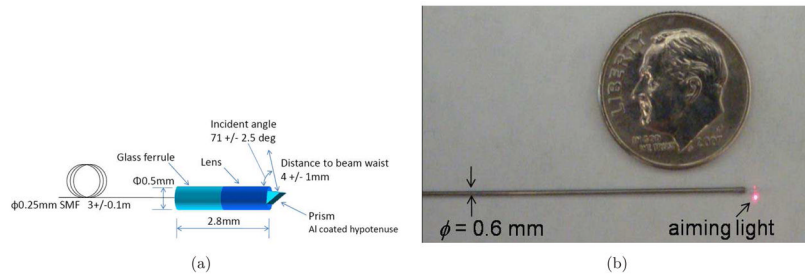 Incident angle
71 +/- 2.5 deg
Glass ferrule
Lens
Distance to beam waist
4 +/- 1mm
Φ0.5mm
ϕ0.25mm SMF 3+/-0.1m
Prism
Al coated hypotenuse
2.8mm
(a)
LIBERTY
ϕ = 0.6 mm
aiming light
(b)